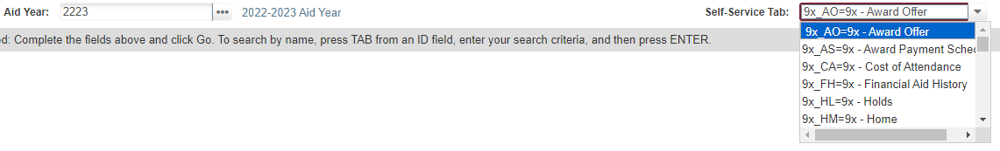 Aid Year: 2223 ••• 2022-2023 Aid Year Self-Service Tab: 9x_AO=9x - Award Offer
9x_AO=9x - Award Offer
ed: Complete the fields above and click Go. To search by name, press TAB from an ID field, enter your search criteria, and then press ENTER.
9x_AS=9x - Award Payment Sched
9x_CA=9x - Cost of Attendance
9x_FH=9x - Financial Aid History
9x_HL=9x - Holds
9x_HM=9x - Home